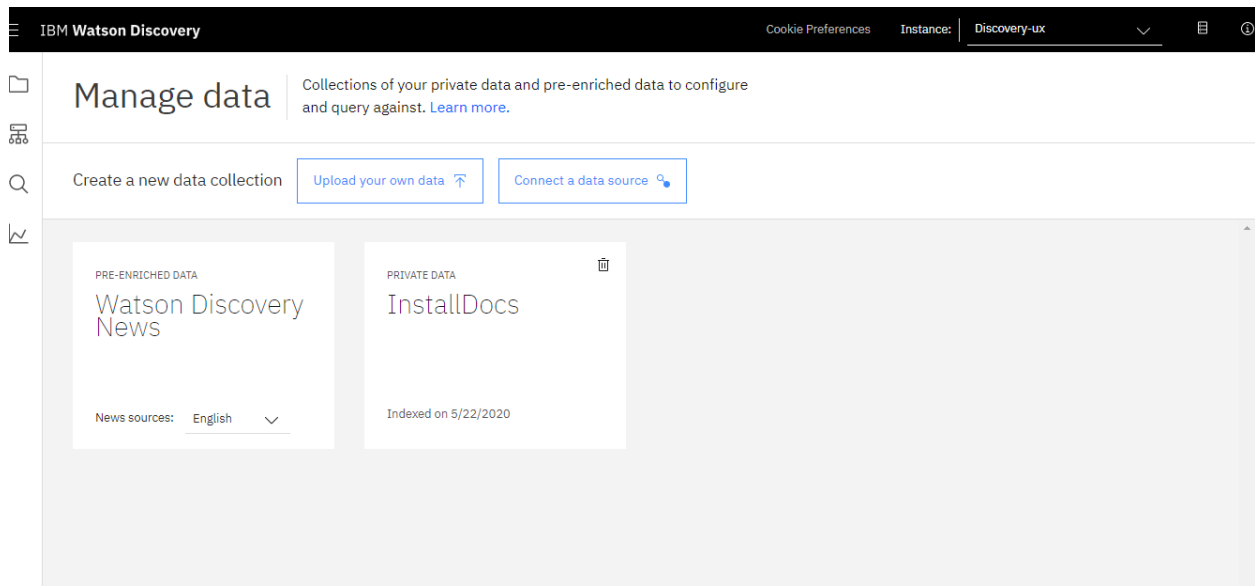 IBM Watson Discovery
Cookie Preferences
Instance:
Discovery-ux
Manage data
Collections of your private data and pre-enriched data to configure
and query against. Learn more.
Create a new data collection
Upload your own data
Connect a data source
PRE-ENRICHED DATA
Watson Discovery
News
News sources:
English
PRIVATE DATA
InstallDocs
Indexed on 5/22/2020